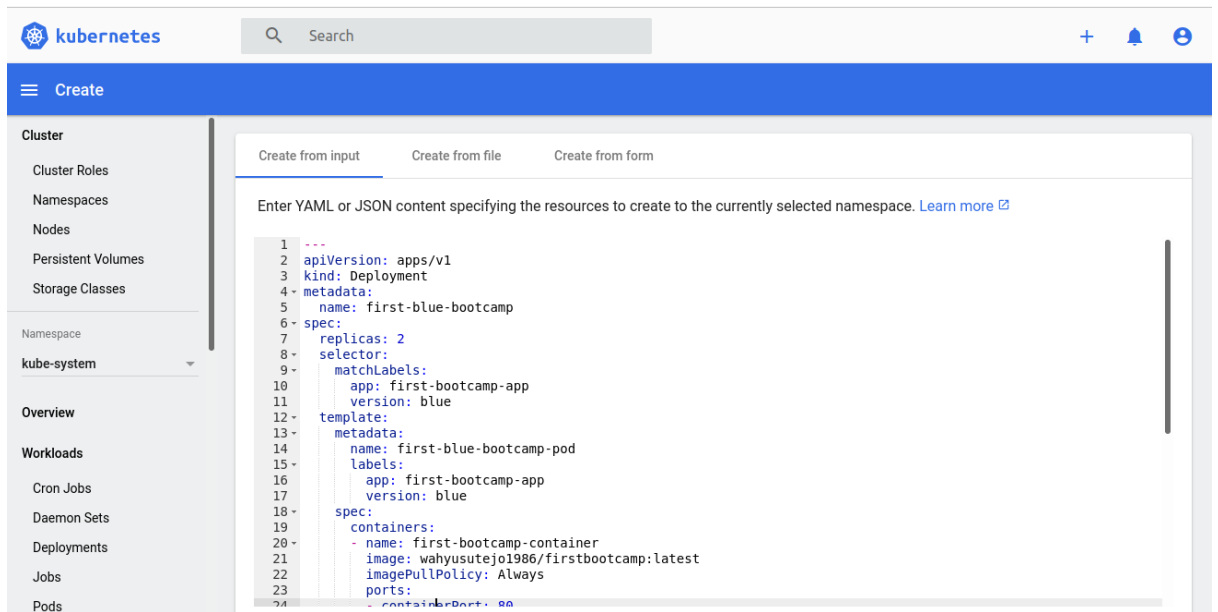 kubernetes
Search
Create
Cluster
Cluster Roles
Namespaces
Nodes
Persistent Volumes
Storage Classes
Namespace
kube-system
Overview
Workloads
Cron Jobs
Daemon Sets
Deployments
Jobs
Pods
Create from input Create from file Create from form
Enter YAML or JSON content specifying the resources to create to the currently selected namespace. Learn more
1 ---
2 apiVersion: apps/v1
3 kind: Deployment
4 metadata:
5   name: first-blue-bootcamp
6 spec:
7   replicas: 2
8   selector:
9     matchLabels:
10       app: first-bootcamp-app
11       version: blue
12   template:
13     metadata:
14       name: first-blue-bootcamp-pod
15       labels:
16         app: first-bootcamp-app
17         version: blue
18     spec:
19       containers:
20       - name: first-bootcamp-container
21         image: wahyusutejo1986/firstbootcamp:latest
22         imagePullPolicy: Always
23         ports:
24         - containerPort: 80